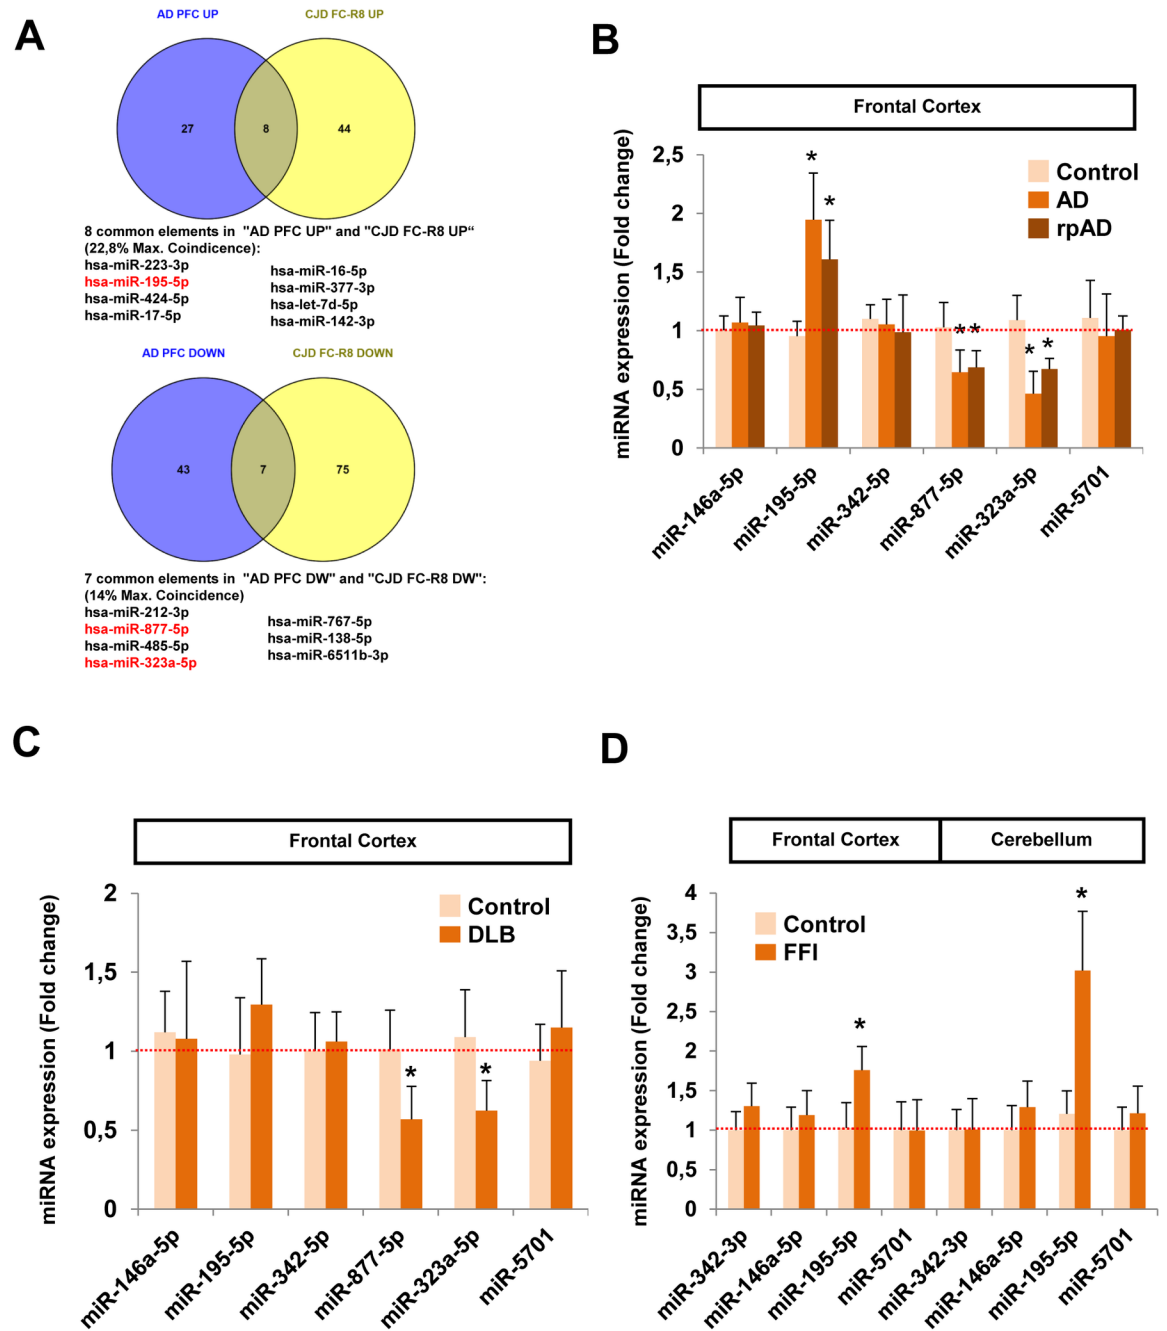 A
AD PFC UP
CJD FC-R8 UP
27
8
44
8 common elements in "AD PFC UP" and "CJD FC-R8 UP“
(22,8% Max. Coindicence):
hsa-miR-223-3p
hsa-miR-195-5p
hsa-miR-424-5p
hsa-miR-17-5p
hsa-miR-16-5p
hsa-miR-377-3p
hsa-let-7d-5p
hsa-miR-142-3p
AD PFC DOWN
CJD FC-R8 DOWN
43
7
75
7 common elements in "AD PFC DW" and "CJD FC-R8 DW":
(14% Max. Coincidence)
hsa-miR-212-3p
hsa-miR-877-5p
hsa-miR-485-5p
hsa-miR-323a-5p
hsa-miR-767-5p
hsa-miR-138-5p
hsa-miR-6511b-3p
B
Frontal Cortex
miRNA expression (Fold change)
2,5
2
1,5
1
0,5
0
Control
AD
rpAD
* * * * * *
miR-146a-5p
miR-195-5p
miR-342-5p
miR-877-5p
miR-323a-5p
miR-5701
C
Frontal Cortex
miRNA expression (Fold change)
2
1,5
1
0,5
0
Control
DLB
* *
miR-146a-5p
miR-195-5p
miR-342-5p
miR-877-5p
miR-323a-5p
miR-5701
D
Frontal Cortex
Cerebellum
miRNA expression (Fold change)
4
3,5
3
2,5
2
1,5
1
0,5
0
Control
FFI
* *
miR-342-3p
miR-146a-5p
miR-195-5p
miR-5701
miR-342-3p
miR-146a-5p
miR-195-5p
miR-5701